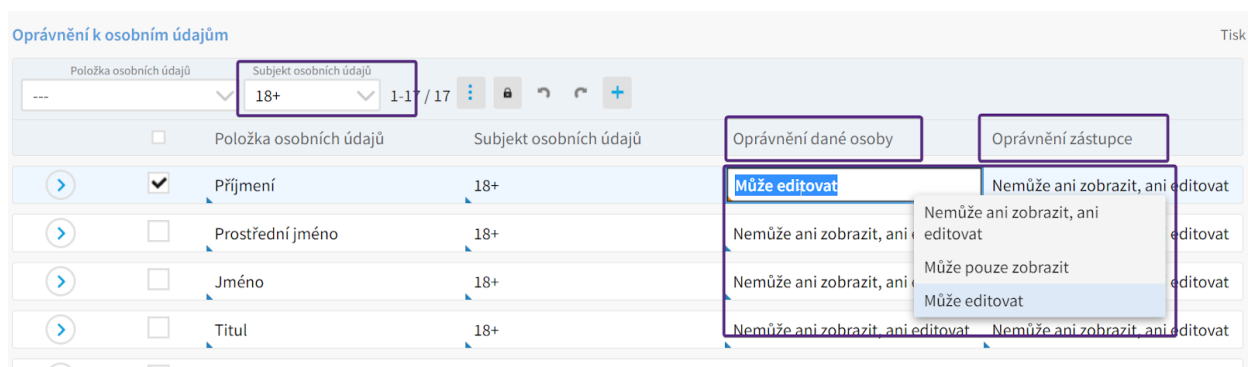 Oprávnění k osobním údajům Tisk
Položka osobních údajů Subjekt osobních údajů
--- 18+ 1-17 / 17
Položka osobních údajů Subjekt osobních údajů Oprávnění dané osoby Oprávnění zástupce
Příjmení 18+ Může editovat Nemůže ani zobrazit, ani editovat
Nemůže ani zobrazit, ani
editovat
Může pouze zobrazit
Může editovat
Prostřední jméno 18+ Nemůže ani zobrazit, ani editovat
Jméno 18+ Nemůže ani zobrazit, ani editovat
Titul 18+ Nemůže ani zobrazit, ani editovat Nemůže ani zobrazit, ani editovat